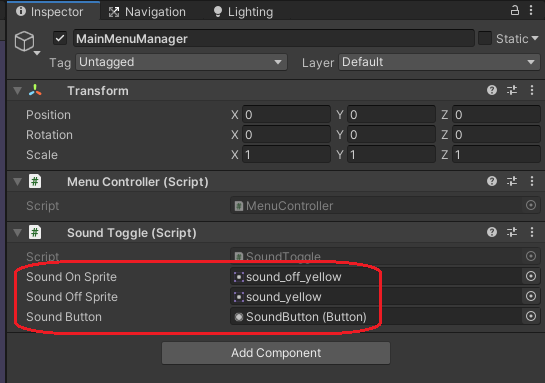 Inspector Navigation Lighting
MainMenuManager Static
Tag Untagged Layer Default
Transform
Position X 0 Y 0 Z 0
Rotation X 0 Y 0 Z 0
Scale X 1 Y 1 Z 1
Menu Controller (Script)
Script MenuController
Sound Toggle (Script)
Script SoundToggle
Sound On Sprite sound_off_yellow
Sound Off Sprite sound_yellow
Sound Button SoundButton (Button)
Add Component